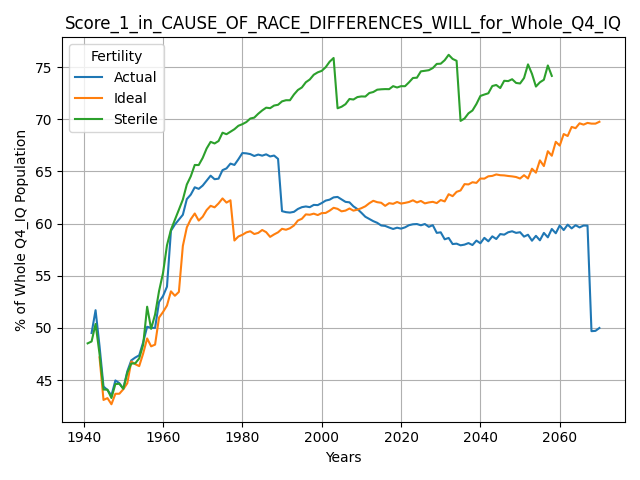 Score_1_in_CAUSE_OF_RACE_DIFFERENCES_WILL_for_Whole_Q4_IQ
Fertility
Actual
Ideal
Sterile
% of Whole Q4_IQ Population
75
70
65
60
55
50
45
1940
1960
1980
2000
2020
2040
2060
Years